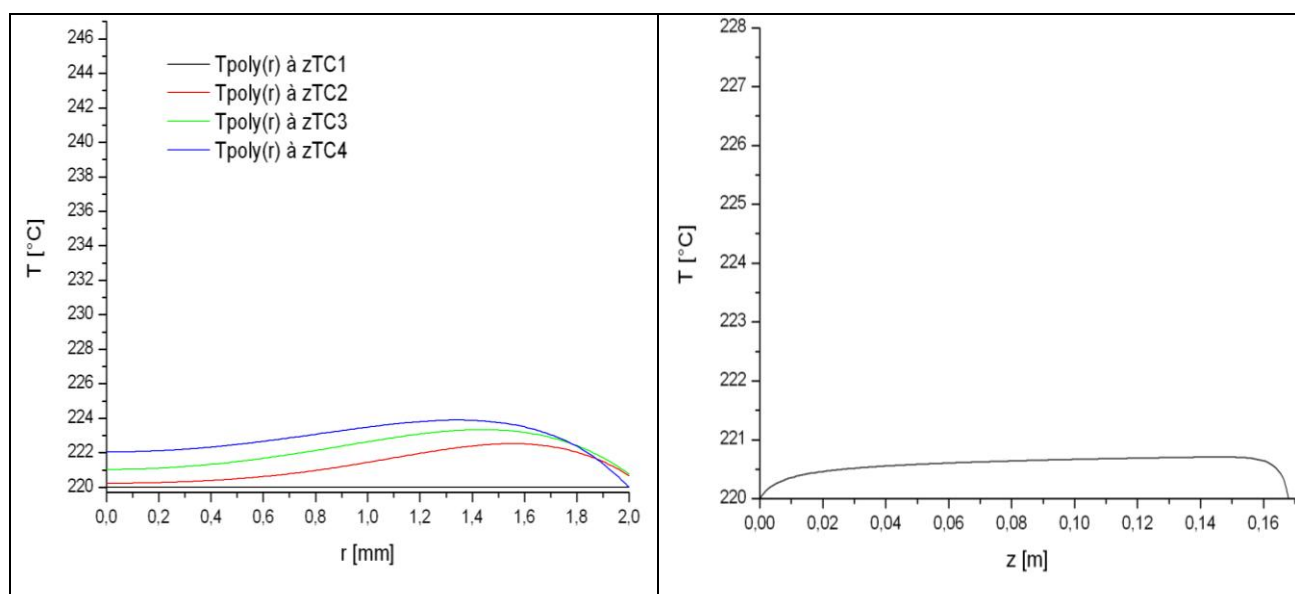 246
244
242
240
238
236
234
232
230
228
226
224
222
220
T [°C]
Tpoly(r) à zTC1
Tpoly(r) à zTC2
Tpoly(r) à zTC3
Tpoly(r) à zTC4
0,0 0,2 0,4 0,6 0,8 1,0 1,2 1,4 1,6 1,8 2,0
r [mm]
228
227
226
225
224
223
222
221
220
T [°C]
0,00 0,02 0,04 0,06 0,08 0,10 0,12 0,14 0,16
z [m]